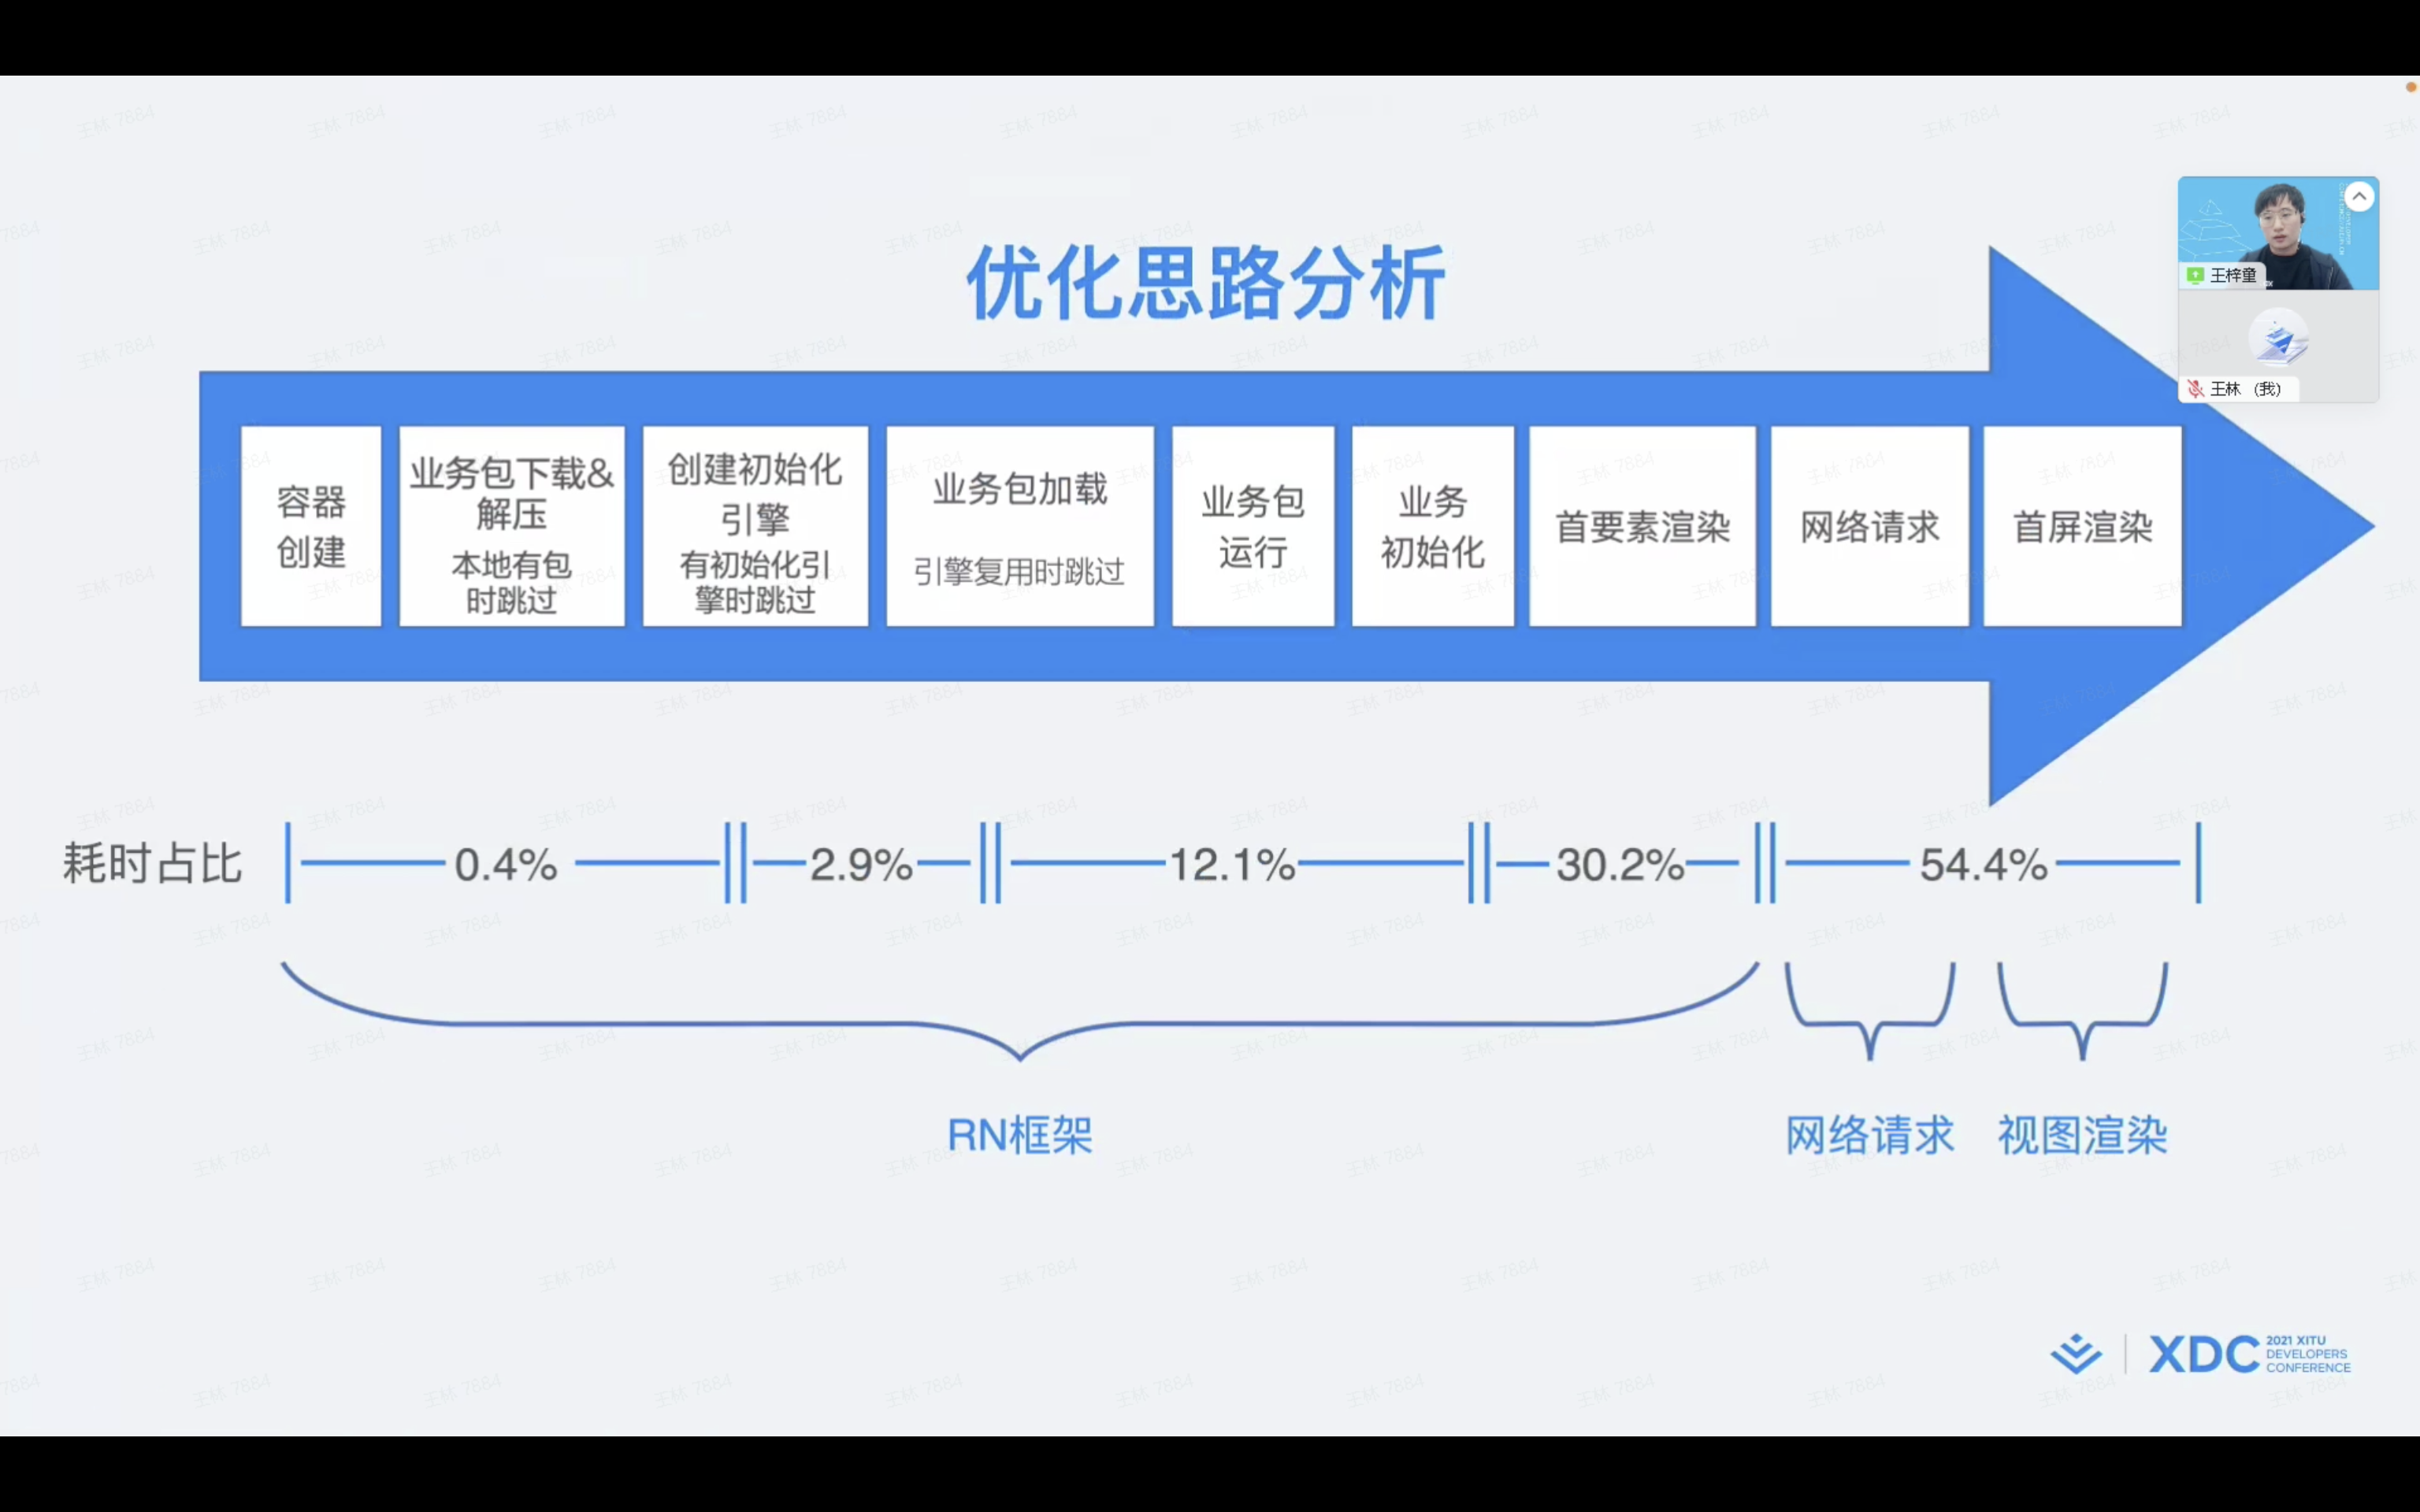 优化思路分析
王梓童
王林 (我)
容器
创建
业务包下载&
解压
本地有包
时跳过
创建初始化
引擎
有初始化引
擎时跳过
业务包加载
引擎复用时跳过
业务包
运行
业务
初始化
首要素渲染
网络请求
首屏渲染
耗时占比
0.4%
2.9%
12.1%
30.2%
54.4%
RN框架
网络请求
视图渲染
XDC
2021 XITU
DEVELOPERS
CONFERENCE
王林 7884